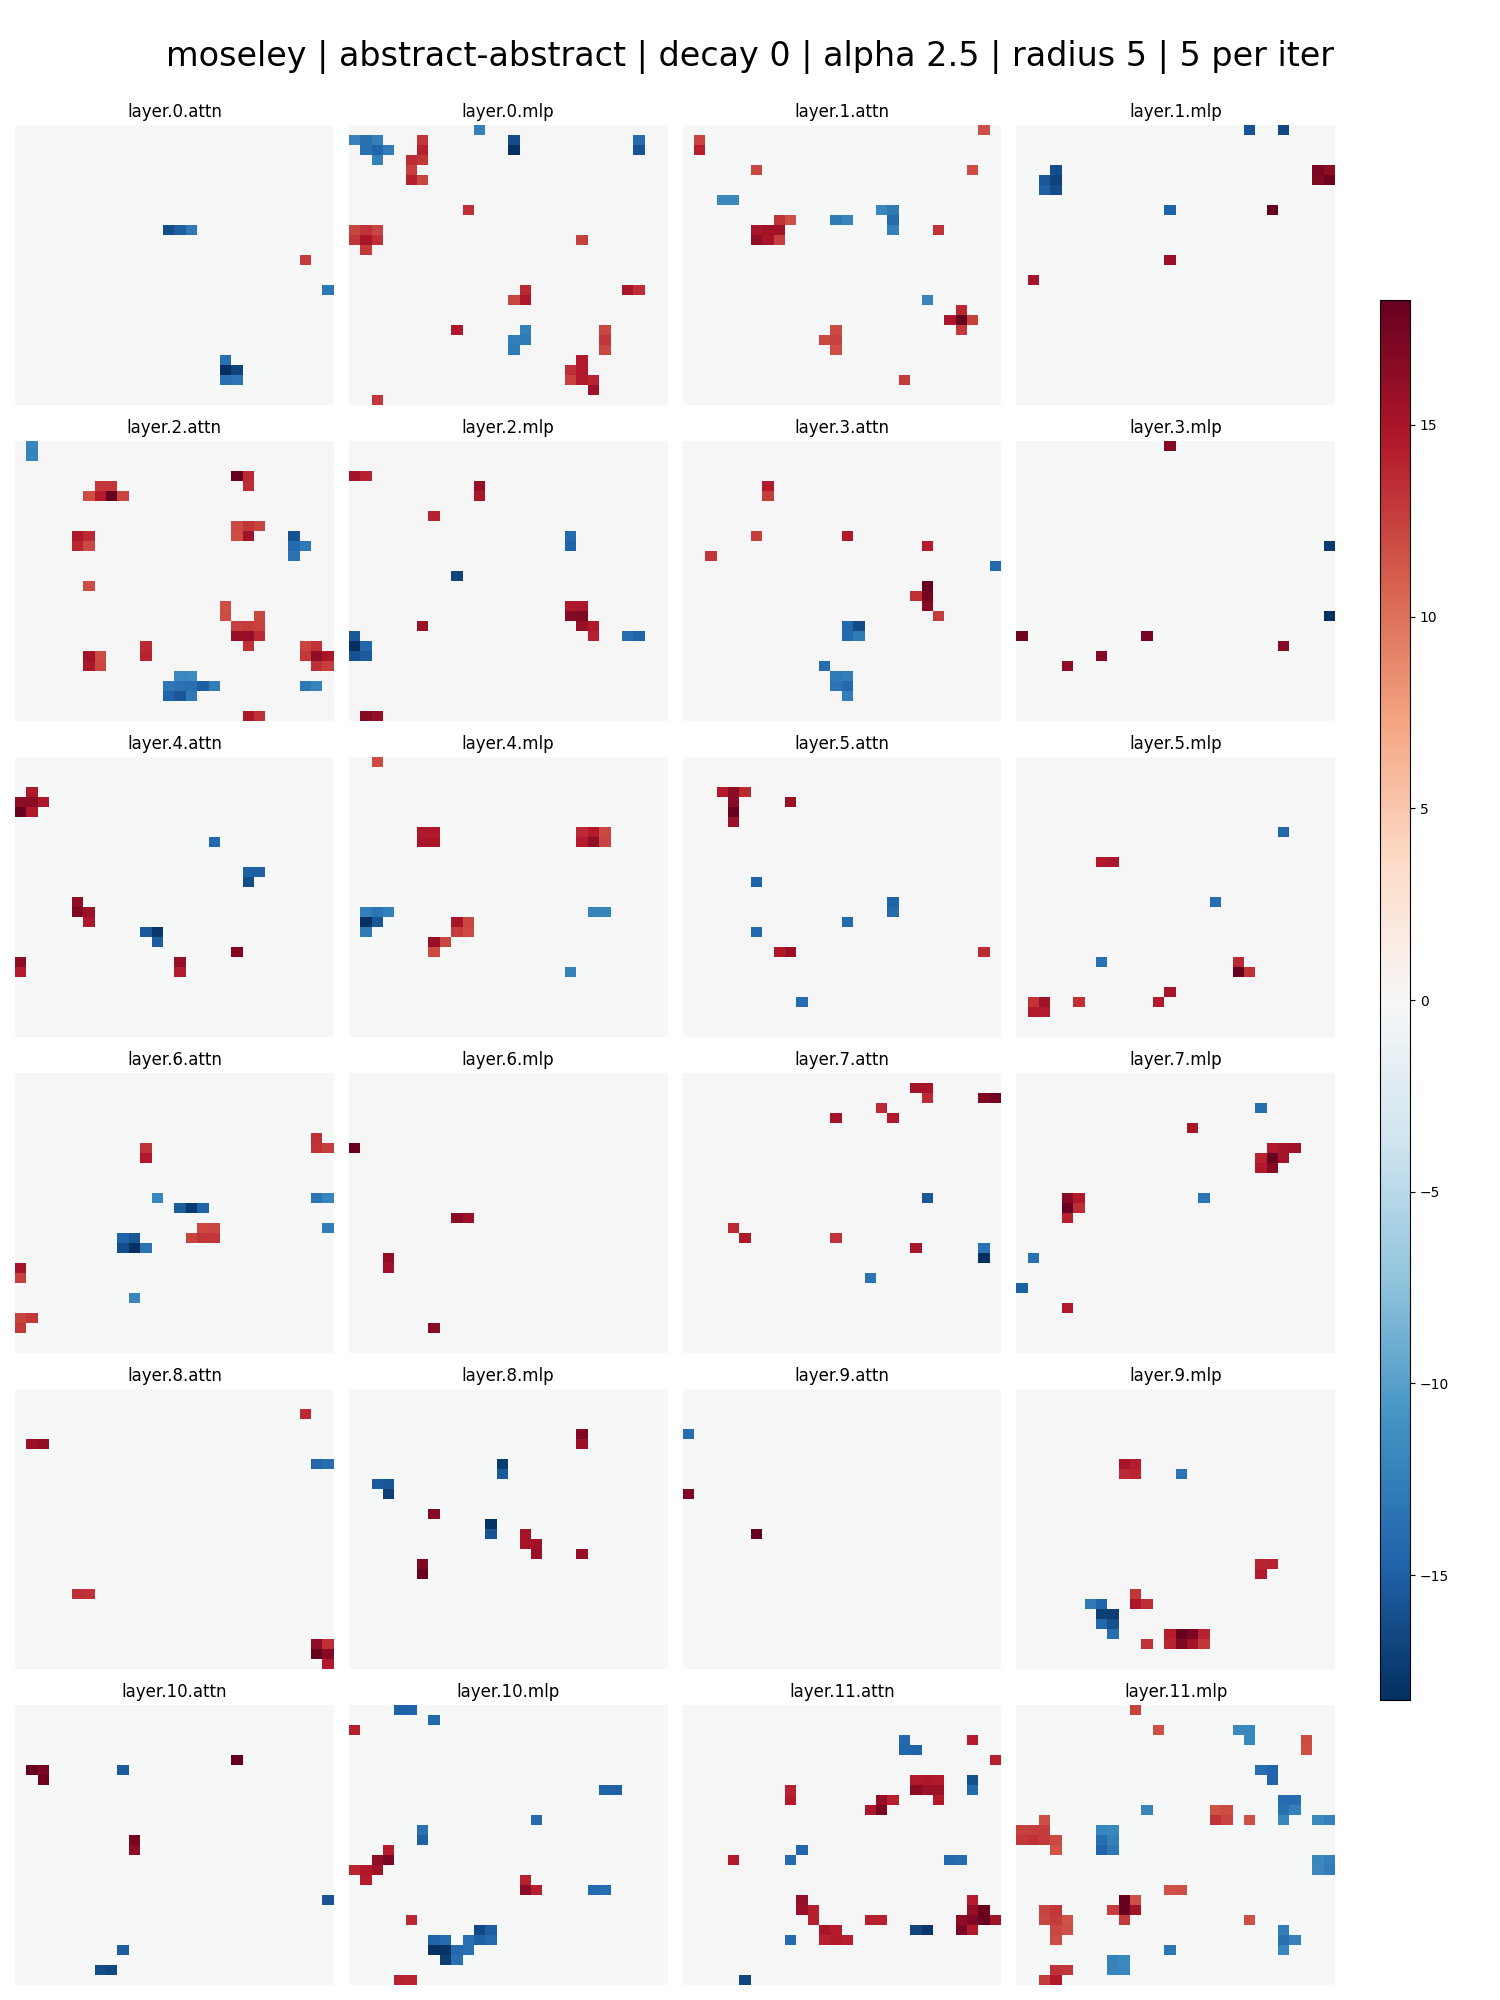 moseley | abstract-abstract | decay 0 | alpha 2.5 | radius 5 | 5 per iter
layer.0.attn
layer.0.mlp
layer.1.attn
layer.1.mlp
layer.2.attn
layer.2.mlp
layer.3.attn
layer.3.mlp
layer.4.attn
layer.4.mlp
layer.5.attn
layer.5.mlp
layer.6.attn
layer.6.mlp
layer.7.attn
layer.7.mlp
layer.8.attn
layer.8.mlp
layer.9.attn
layer.9.mlp
layer.10.attn
layer.10.mlp
layer.11.attn
layer.11.mlp
15
10
5
0
−5
−10
−15